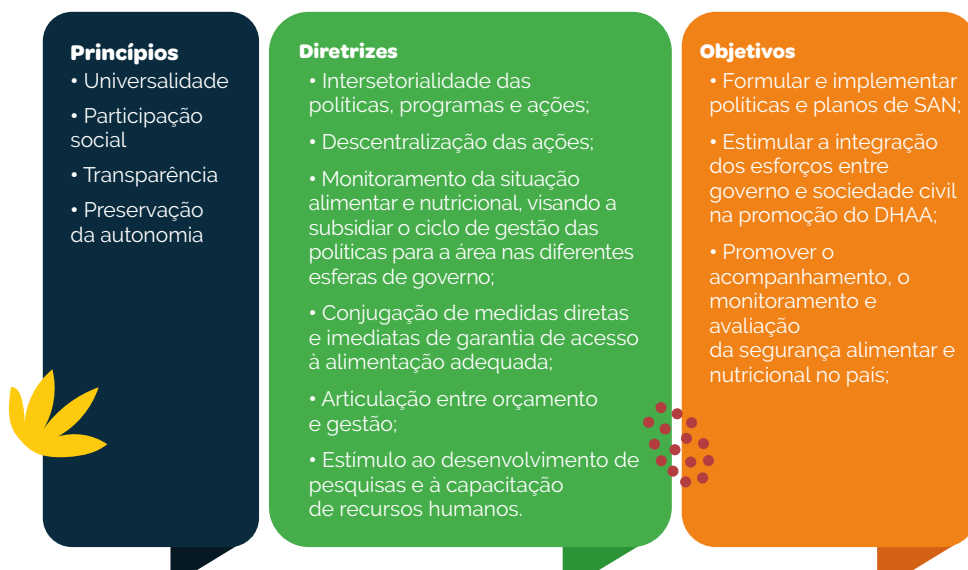 Princípios
• Universalidade
• Participação
social
• Transparência
• Preservação
da autonomia
Diretrizes
• Intersetorialidade das
políticas, programas e ações;
• Descentralização das ações;
• Monitoramento da situação
alimentar e nutricional, visando a
subsidiar o ciclo de gestão das
políticas para a área nas diferentes
esferas de governo;
• Conjugação de medidas diretas
e imediatas de garantia de acesso
à alimentação adequada;
• Articulação entre orçamento
e gestão;
• Estímulo ao desenvolvimento de
pesquisas e à capacitação
de recursos humanos.
Objetivos
• Formular e implementar
políticas e planos de SAN;
• Estimular a integração
dos esforços entre
governo e sociedade civil
na promoção do DHAA;
• Promover o
acompanhamento, o
monitoramento e
avaliação
da segurança alimentar e
nutricional no país;